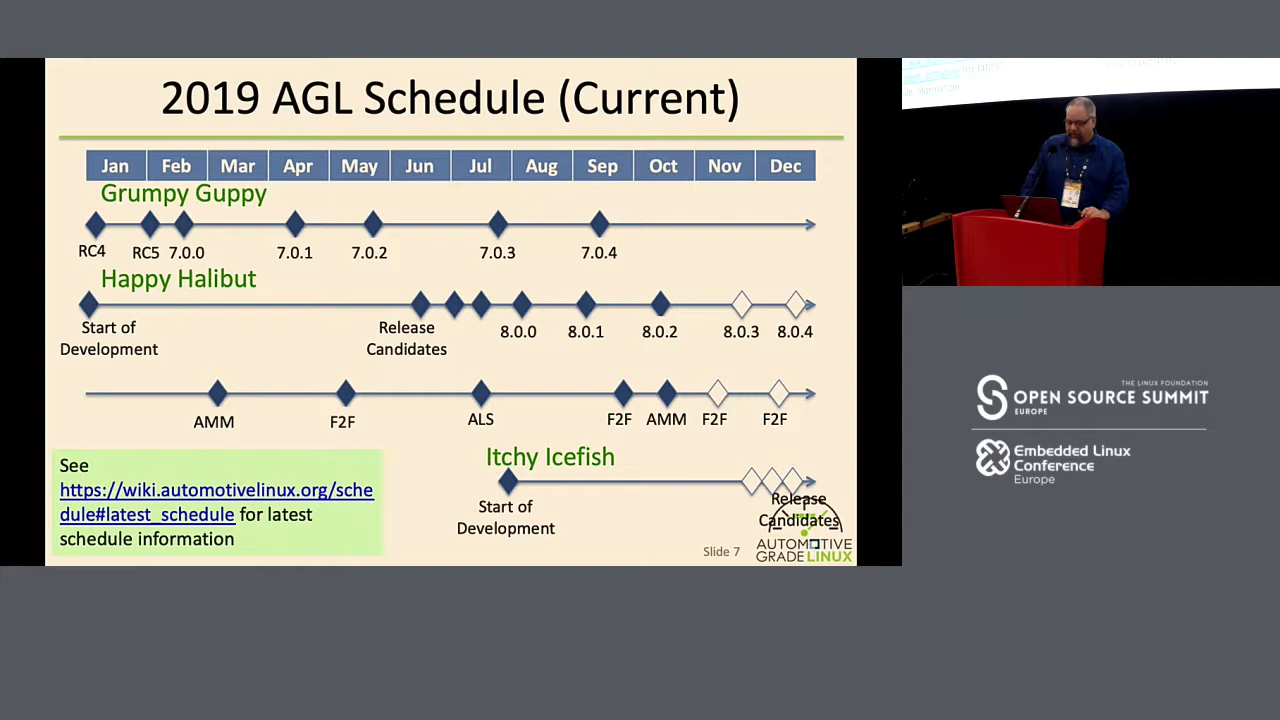 2019 AGL Schedule (Current)
Jan Feb Mar Apr May Jun Jul Aug Sep Oct Nov Dec
Grumpy Guppy
RC4 RC5 7.0.0 7.0.1 7.0.2 7.0.3 7.0.4
Happy Halibut
Start of
Development
Release
Candidates
8.0.0 8.0.1 8.0.2 8.0.3 8.0.4
AMM F2F ALS F2F AMM F2F F2F
Itchy Icefish
Start of
Development
Release
Candidates
See
https://wiki.automotivelinux.org/sche
dule#latest_schedule for latest
schedule information
Slide 7
AUTOMOTIVE
GRADELINUX
for latest
information
THE LINUX FOUNDATION
OPEN SOURCE SUMMIT
EUROPE
Embedded Linux
Conference
Europe